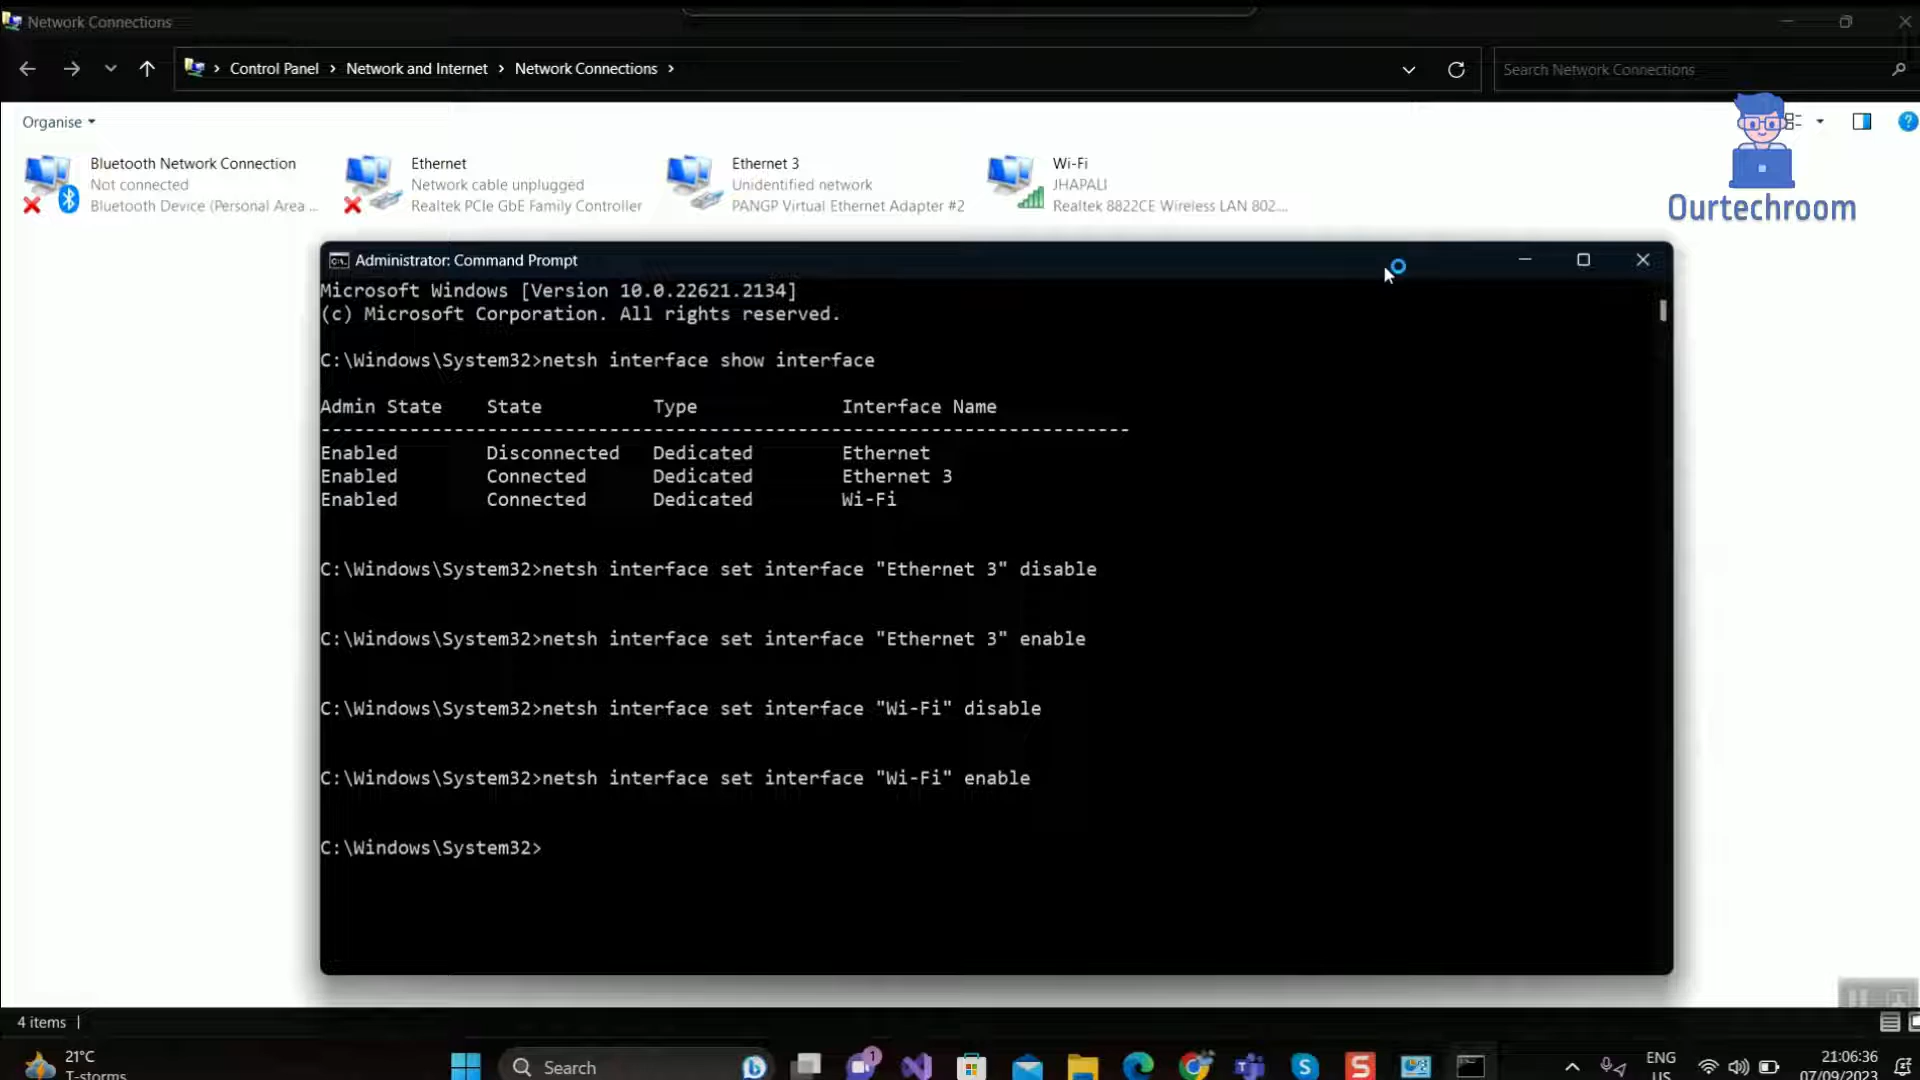 Network Connections
Control Panel > Network and Internet > Network Connections >
Search Network Connections
Organise
Bluetooth Network Connection
Not connected
Bluetooth Device (Personal Area ...
Ethernet
Network cable unplugged
Realtek PCIe GbE Family Controller
Ethernet 3
Unidentified network
PANGP Virtual Ethernet Adapter #2
Wi-Fi
JHAPALI
Realtek 8822CE Wireless LAN 802....
Ourtechroom
Administrator: Command Prompt
Microsoft Windows [Version 10.0.22621.2134]
(c) Microsoft Corporation. All rights reserved.
C:\Windows\System32>netsh interface show interface
Admin State State Type Interface Name
-------------------------------------------------------------------------
Enabled Disconnected Dedicated Ethernet
Enabled Connected Dedicated Ethernet 3
Enabled Connected Dedicated Wi-Fi
C:\Windows\System32>netsh interface set interface "Ethernet 3" disable
C:\Windows\System32>netsh interface set interface "Ethernet 3" enable
C:\Windows\System32>netsh interface set interface "Wi-Fi" disable
C:\Windows\System32>netsh interface set interface "Wi-Fi" enable
C:\Windows\System32>
4 items
21°C
T-storms
Search
1
ENG
US
21:06:36
07/09/2023